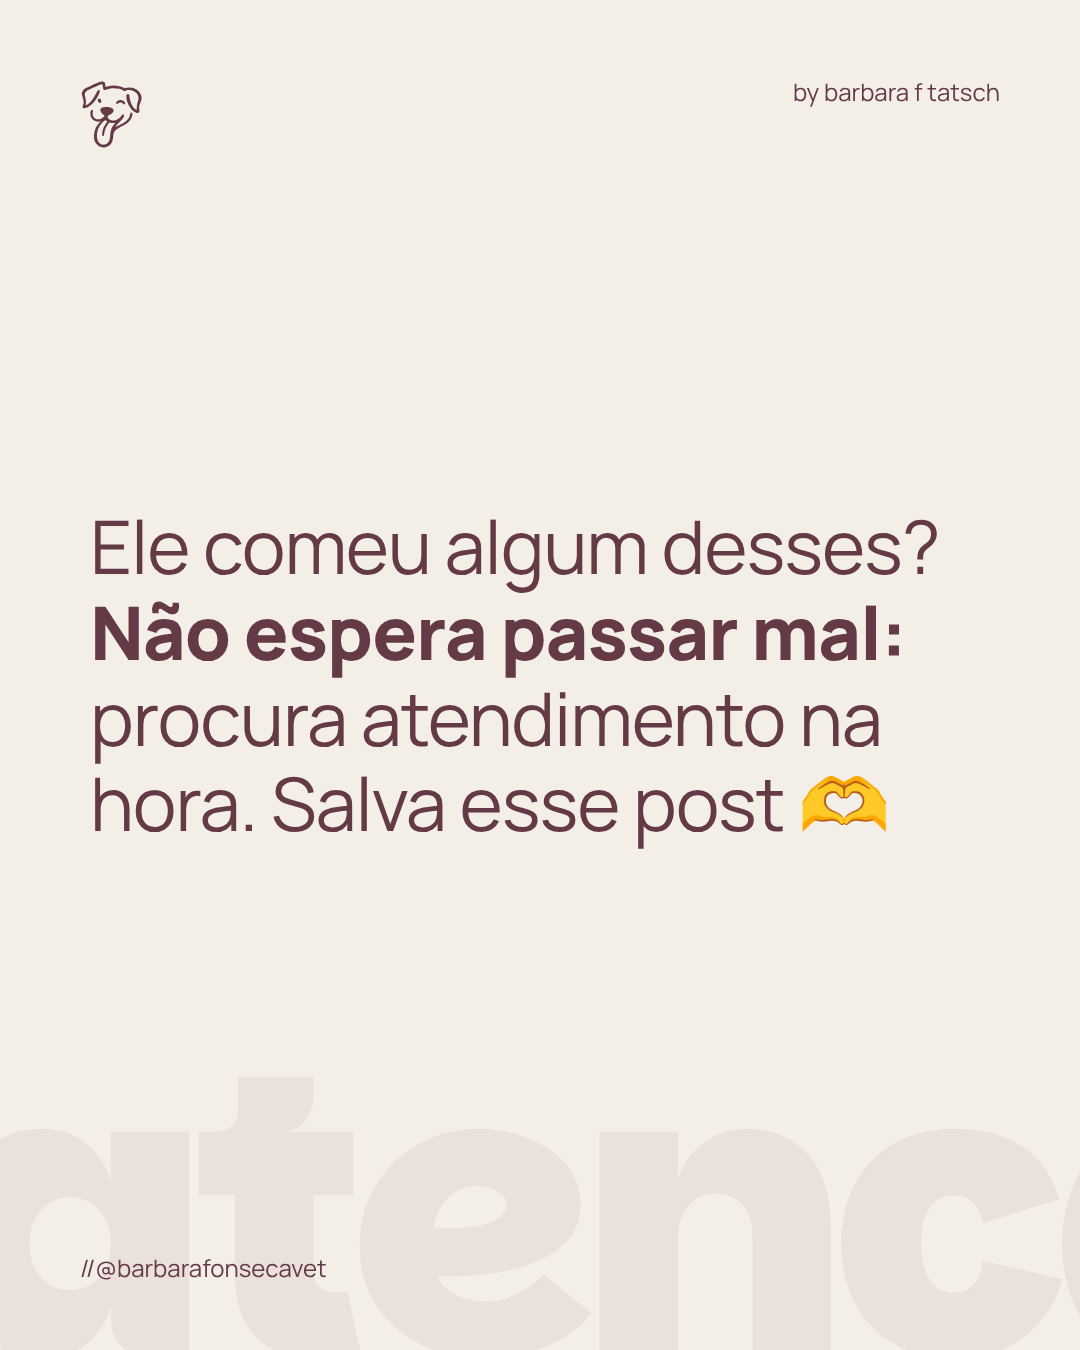 by barbara f tatsch
Ele comeu algum desses?
Não espera passar mal:
procura atendimento na
hora. Salva esse post 🫶
atenc
//@barbarafonsecavet